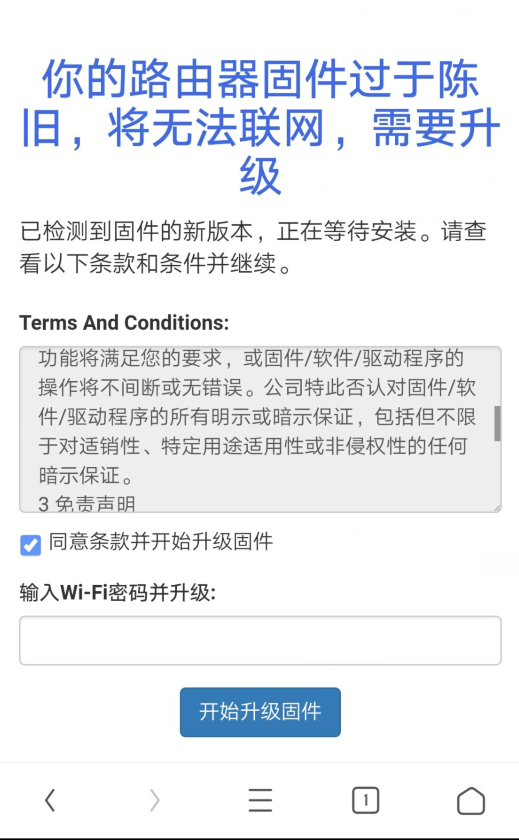 你的路由器固件过于陈
旧，将无法联网，需要升
级
已检测到固件的新版本，正在等待安装。请查
看以下条款和条件并继续。
Terms And Conditions:
功能将满足您的要求，或固件/软件/驱动程序的
操作将不间断或无错误。公司特此否认对固件/软
件/驱动程序的所有明示或暗示保证，包括但不限
于对适销性、特定用途适用性或非侵权性的任何
暗示保证。
3 免责声明
同意条款并开始升级固件
输入Wi-Fi密码并升级:
开始升级固件
1